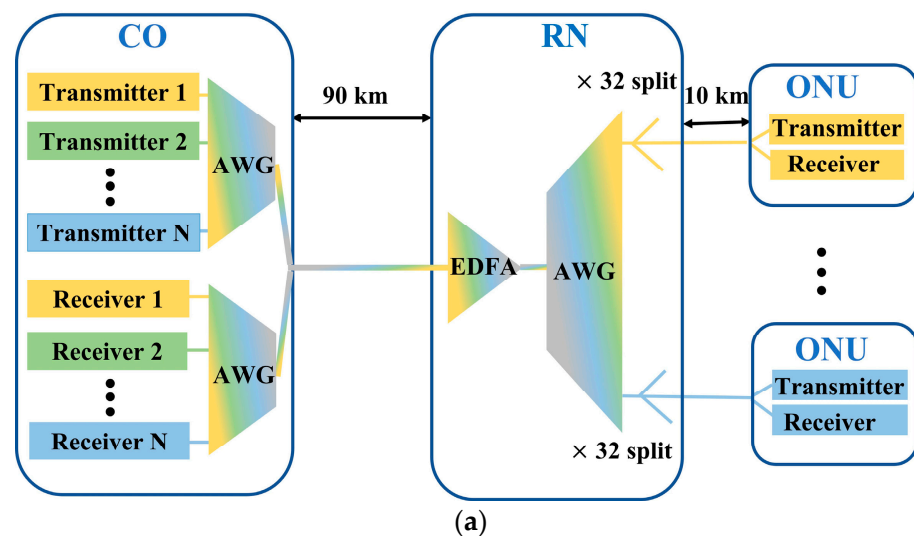 CO
Transmitter 1
Transmitter 2
Transmitter N
AWG
Receiver 1
Receiver 2
Receiver N
AWG
90 km
RN
× 32 split
EDFA
AWG
× 32 split
10 km
ONU
Transmitter
Receiver
ONU
Transmitter
Receiver
(a)